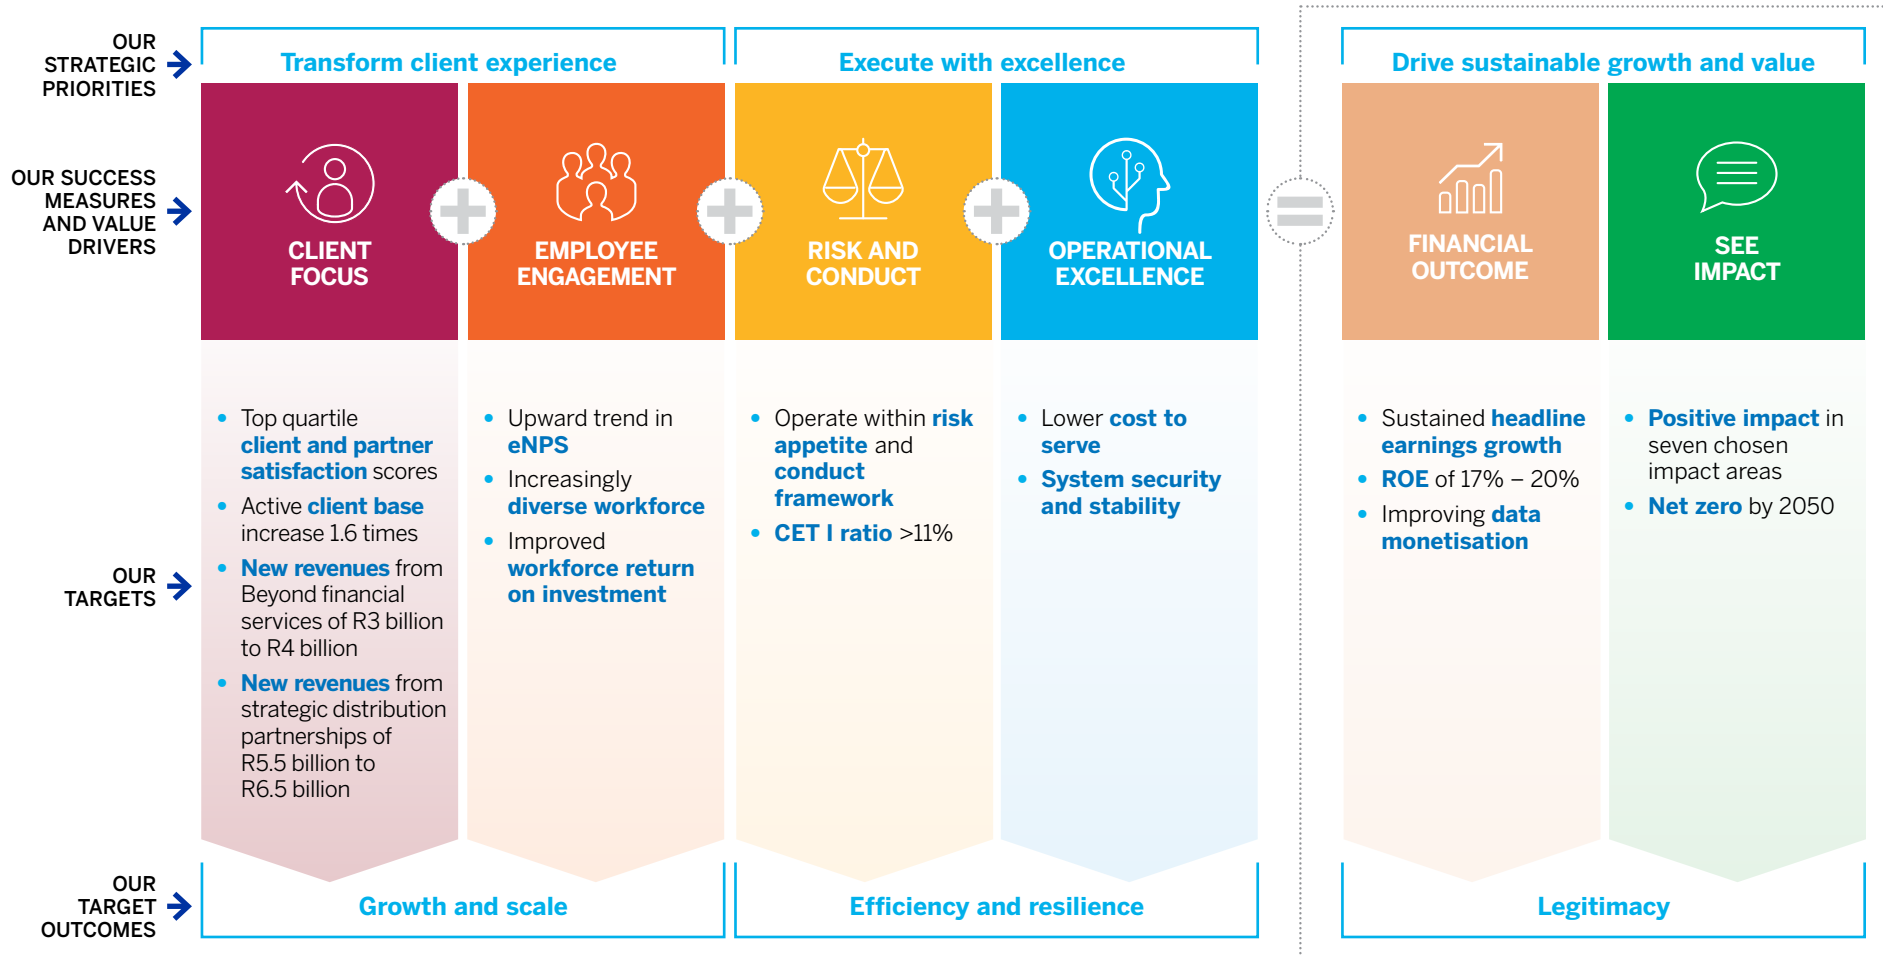 OUR
STRATEGIC
PRIORITIES
Transform client experience
Execute with excellence
Drive sustainable growth and value
OUR SUCCESS
MEASURES
AND VALUE
DRIVERS
CLIENT
FOCUS
EMPLOYEE
ENGAGEMENT
RISK AND
CONDUCT
OPERATIONAL
EXCELLENCE
FINANCIAL
OUTCOME
SEE
IMPACT
OUR
TARGETS
• Top quartile
client and partner
satisfaction scores
• Active client base
increase 1.6 times
• New revenues from
Beyond financial
services of R3 billion
to R4 billion
• New revenues from
strategic distribution
partnerships of
R5.5 billion to
R6.5 billion
• Upward trend in
eNPS
• Increasingly
diverse workforce
• Improved
workforce return
on investment
• Operate within risk
appetite and
conduct
framework
• CET I ratio >11%
• Lower cost to
serve
• System security
and stability
• Sustained headline
earnings growth
• ROE of 17% – 20%
• Improving data
monetisation
• Positive impact in
seven chosen
impact areas
• Net zero by 2050
OUR
TARGET
OUTCOMES
Growth and scale
Efficiency and resilience
Legitimacy